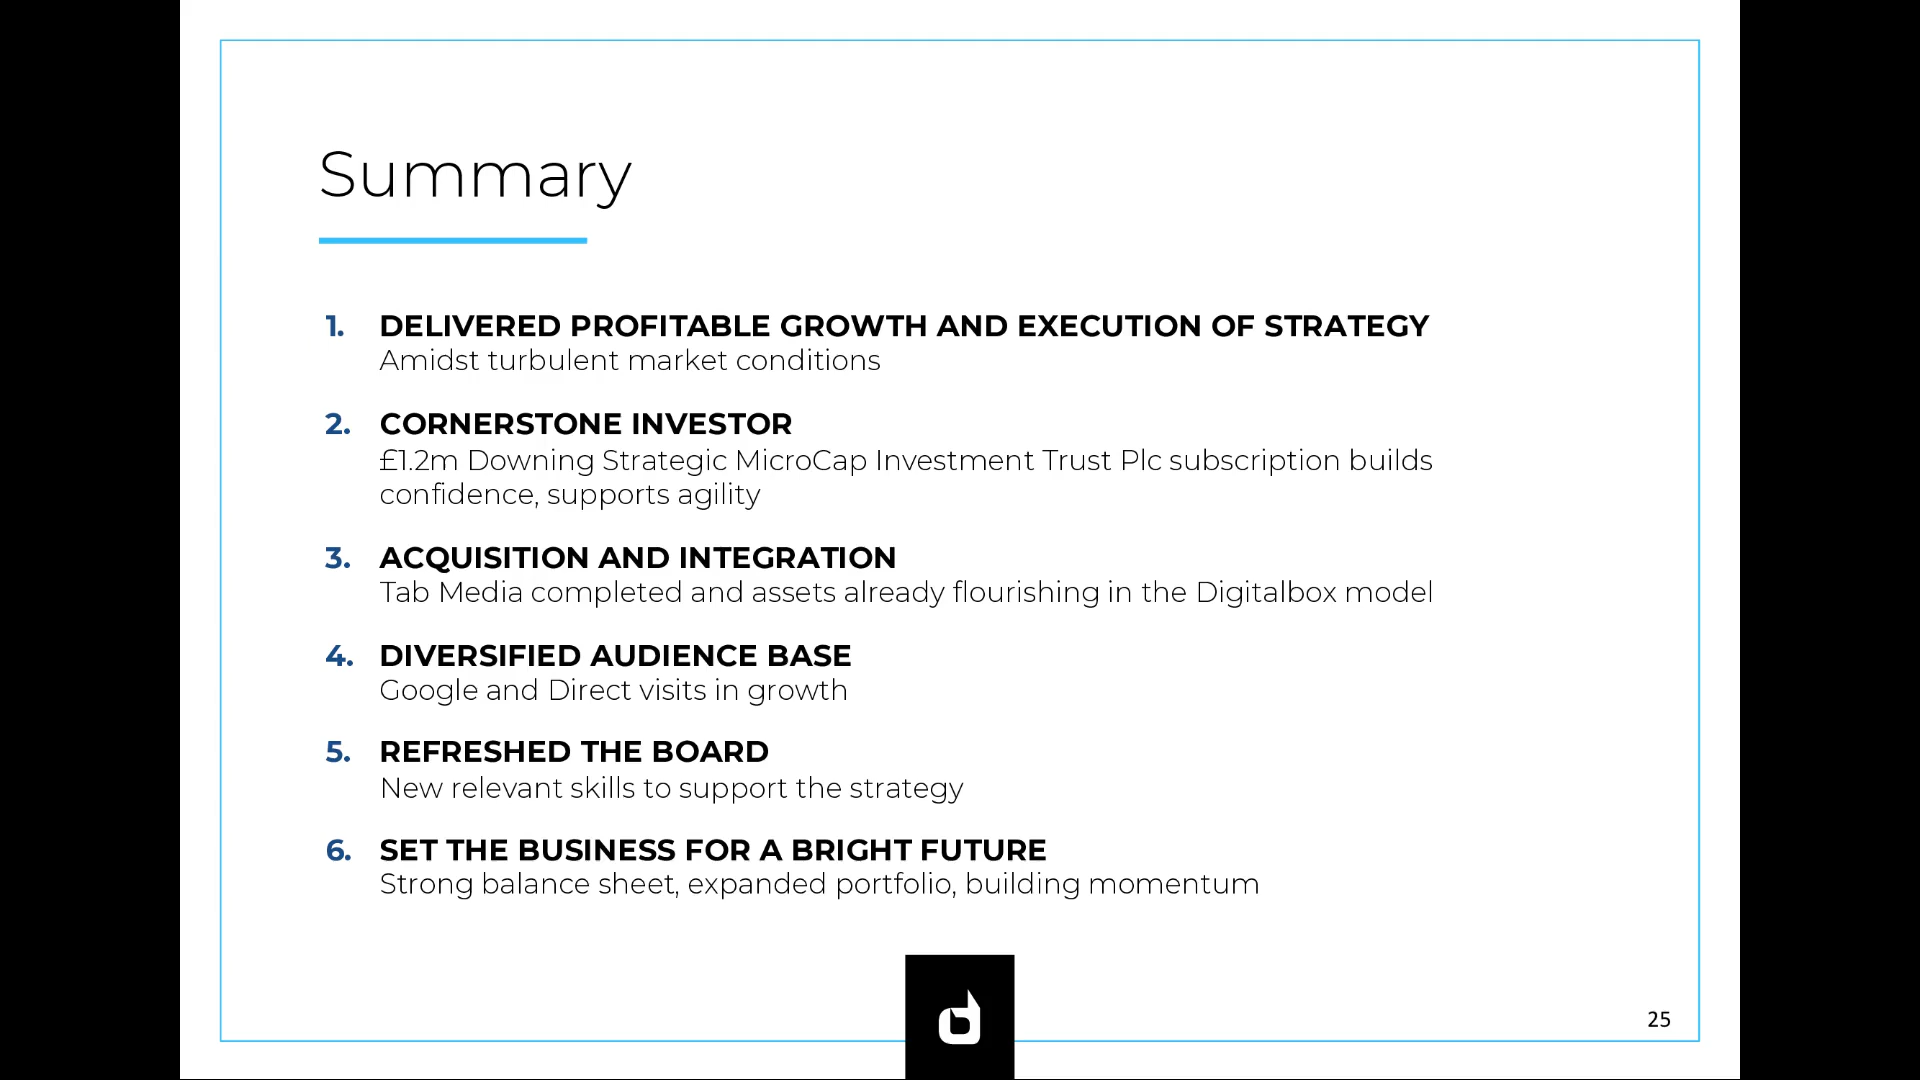 Summary
1. DELIVERED PROFITABLE GROWTH AND EXECUTION OF STRATEGY
Amidst turbulent market conditions
2. CORNERSTONE INVESTOR
£1.2m Downing Strategic MicroCap Investment Trust Plc subscription builds
confidence, supports agility
3. ACQUISITION AND INTEGRATION
Tab Media completed and assets already flourishing in the Digitalbox model
4. DIVERSIFIED AUDIENCE BASE
Google and Direct visits in growth
5. REFRESHED THE BOARD
New relevant skills to support the strategy
6. SET THE BUSINESS FOR A BRIGHT FUTURE
Strong balance sheet, expanded portfolio, building momentum
25